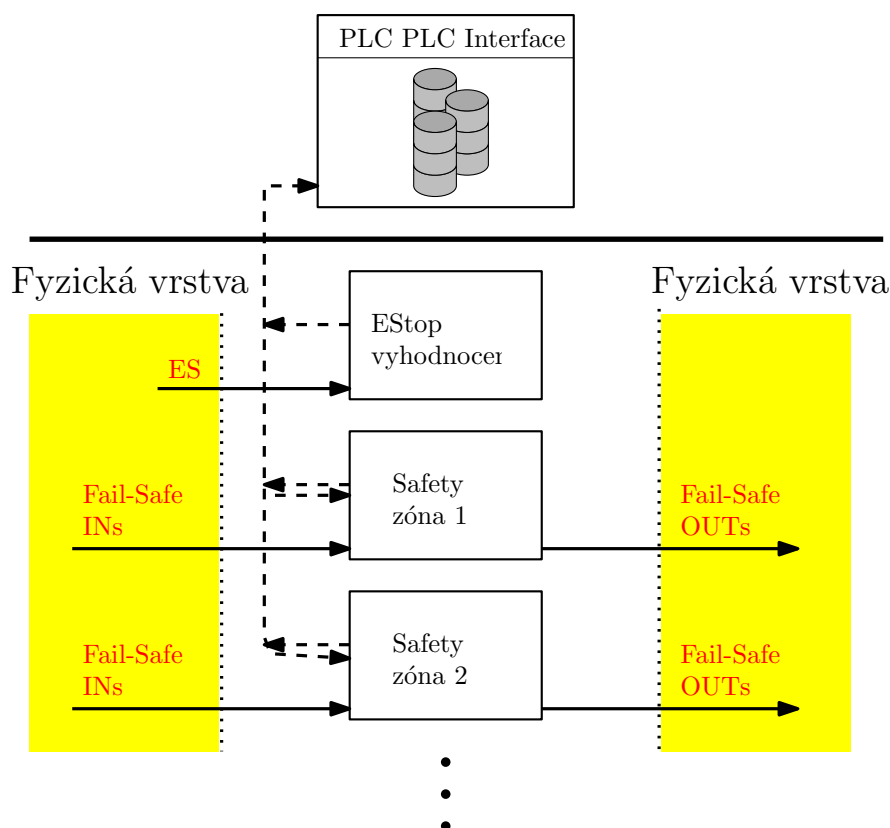 PLC PLC Interface
Fyzická vrstva
Fyzická vrstva
EStop
vyhodnocen
ES
Fail-Safe
INs
Safety
zóna 1
Fail-Safe
OUTs
Fail-Safe
INs
Safety
zóna 2
Fail-Safe
OUTs